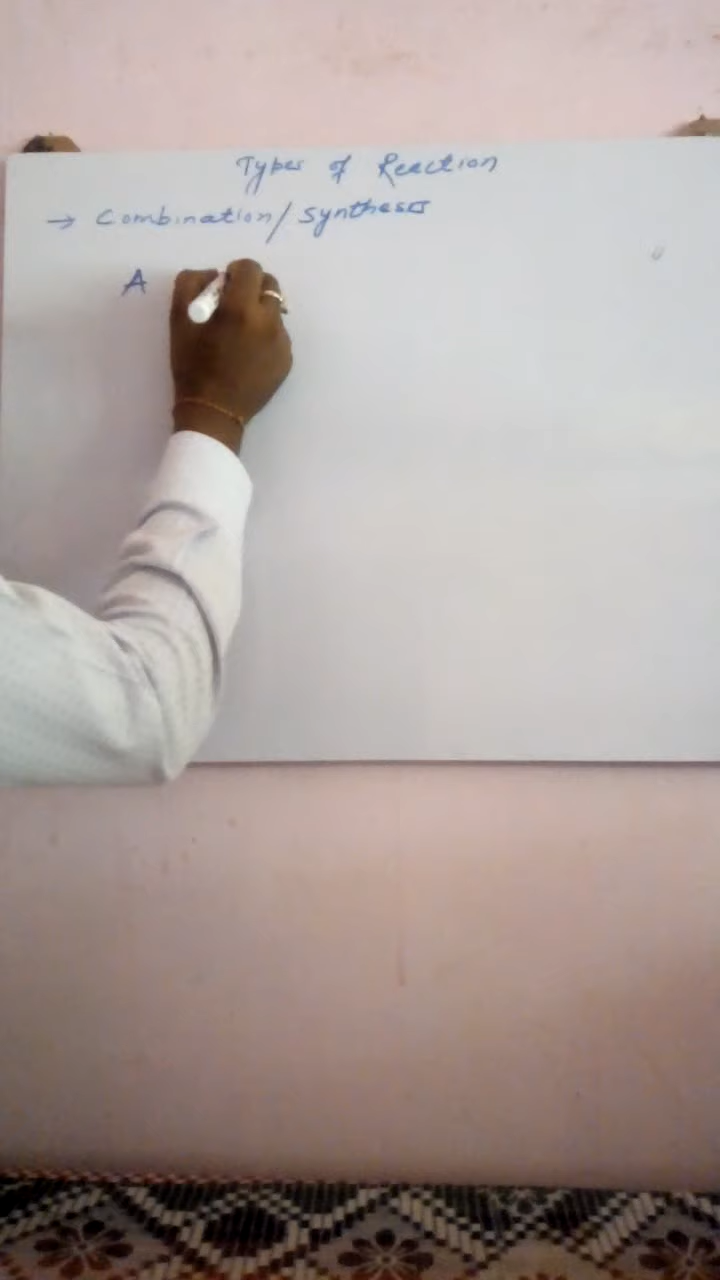 Types of Reaction
→ Combination/Synthesis
A